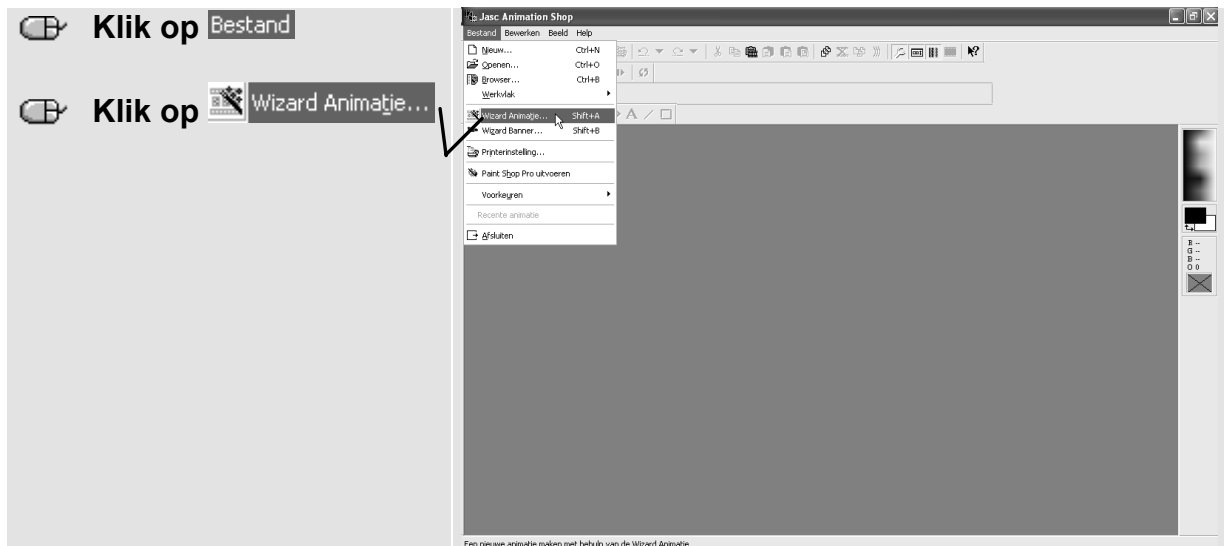 Klik op Bestand
Klik op Wizard Animatie...
Jasc Animation Shop
Bestand Bewerken Beeld Help
Nieuw... Ctrl+N
Openen... Ctrl+O
Browser... Ctrl+B
Werkvlak
Wizard Animatie... Shift+A
Wizard Banner... Shift+B
Printerinstelling...
Paint Shop Pro uitvoeren
Voorkeuren
Recente animatie
Afsluiten
A
R --
G --
B --
O 0
Een nieuwe animatie maken met behulp van de Wizard Animatie